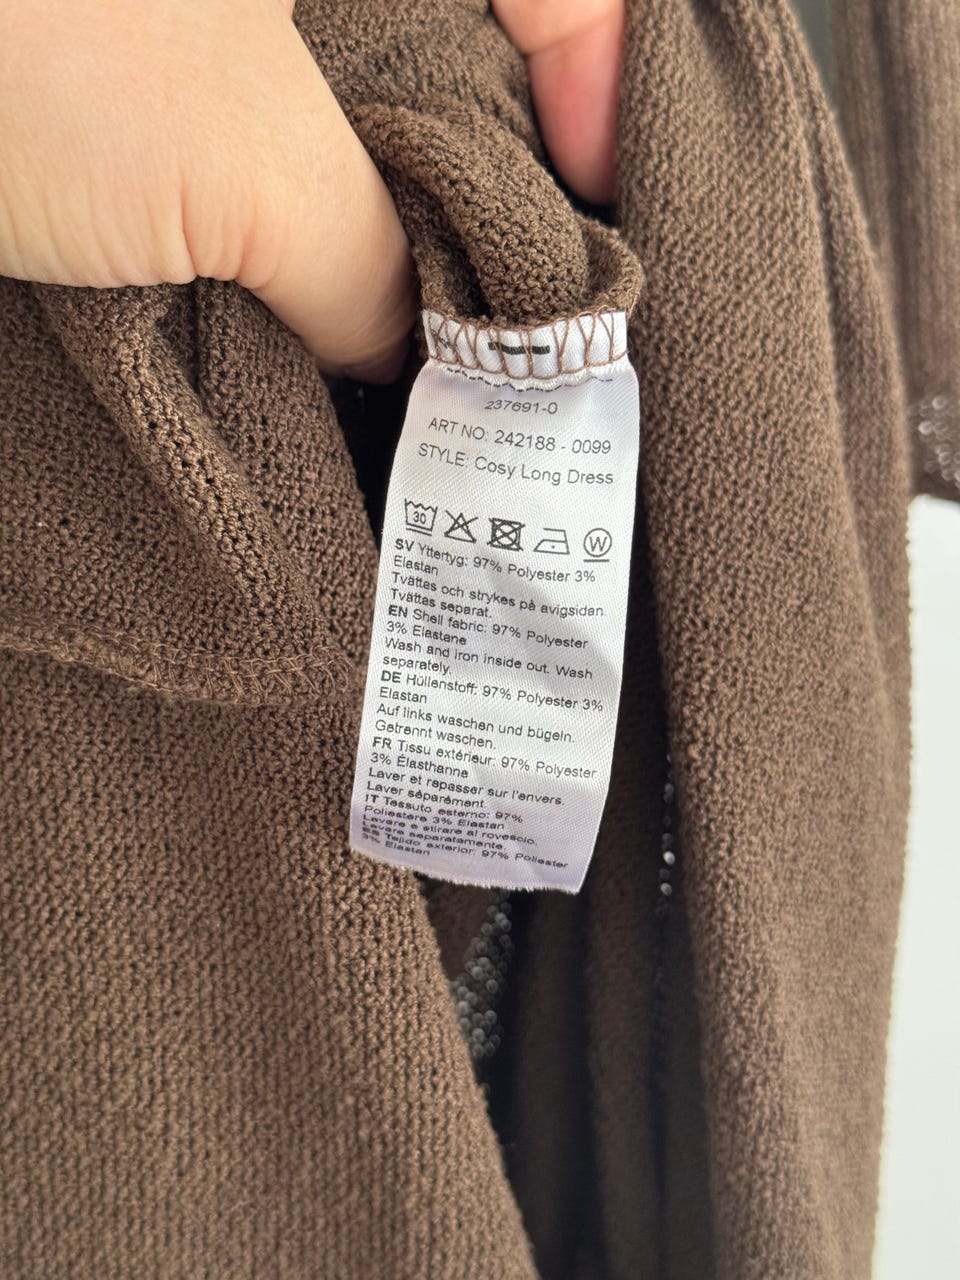 237691-0
ART NO: 242188 - 0099
STYLE: Cosy Long Dress
30 W
SV Yttertyg: 97% Polyester 3%
Elastan
Tvättas och strykes på avigsidan.
Tvättas separat.
EN Shell fabric: 97% Polyester
3% Elastane
Wash and iron inside out. Wash
separately.
DE Hüllenstoff: 97% Polyester 3%
Elastan
Auf links waschen und bügeln.
Getrennt waschen.
FR Tissu extérieur: 97% Polyester
3% Élasthanne
Laver et repasser sur l'envers.
Laver séparément.
IT Tessuto esterno: 97%
Poliestere 3% Elastan
Lavare e stirare al rovescio.
Lavare separatamente.
ES Tejido exterior: 97% Poliester
3% Elastan